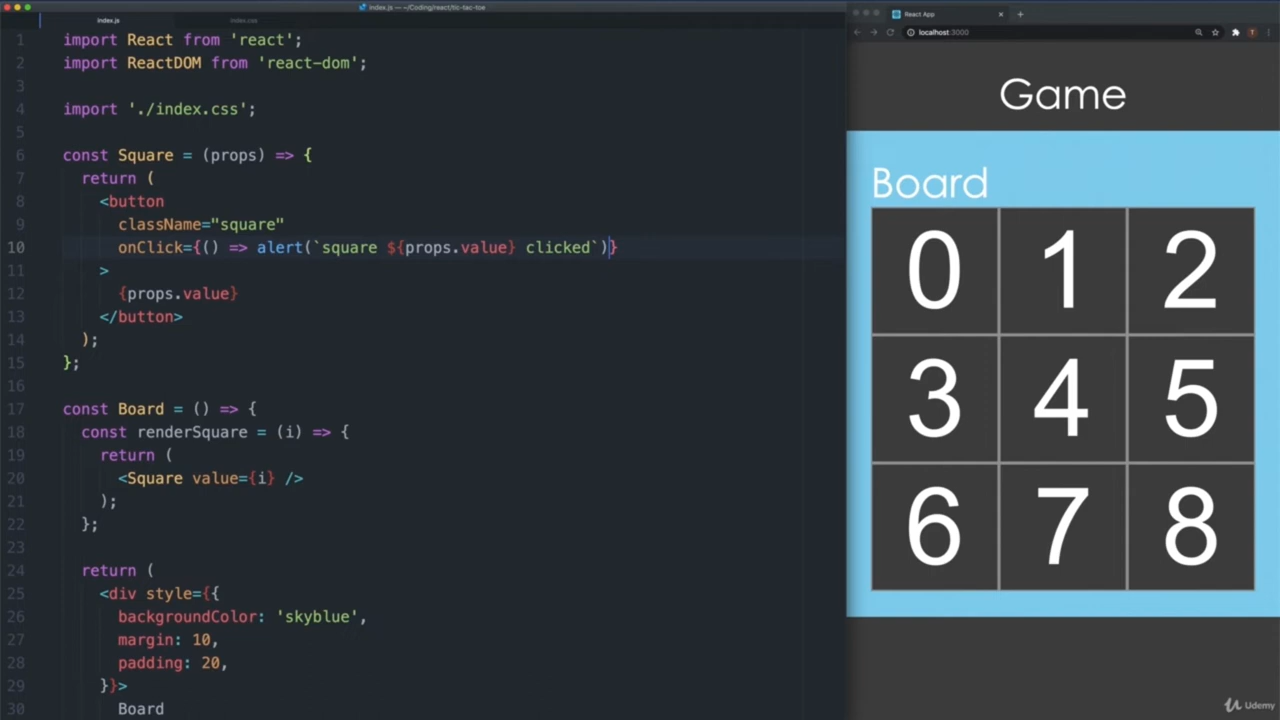 index.js — ~/Coding/react/tic-tac-toe
index.js
index.css
1 import React from 'react';
2 import ReactDOM from 'react-dom';
3
4 import './index.css';
5
6 const Square = (props) => {
7 return (
8 <button
9 className="square"
10 onClick={() => alert(`square ${props.value} clicked`)}
11 >
12 {props.value}
13 </button>
14 );
15 };
16
17 const Board = () => {
18 const renderSquare = (i) => {
19 return (
20 <Square value={i} />
21 );
22 };
23
24 return (
25 <div style={{
26 backgroundColor: 'skyblue',
27 margin: 10,
28 padding: 20,
29 }}>
30 Board
React App
localhost:3000
T
Game
Board
0 1 2
3 4 5
6 7 8
Udemy